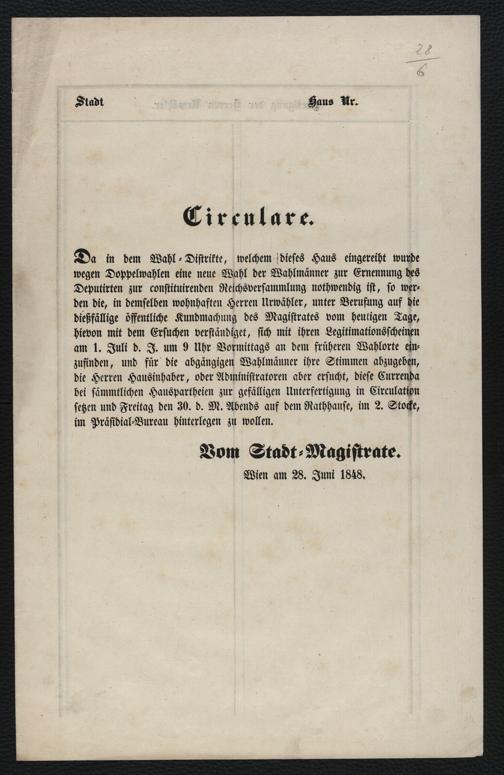 28
6
Stadt Haus Nr.
Circulare.
Da in dem Wahl-Distrikte, welchem dieses Haus eingereiht wurde
wegen Doppelwahlen eine neue Wahl der Wahlmänner zur Ernennung des
Deputirten zur constituirenden Reichsversammlung nothwendig ist, so wer-
den die, in demselben wohnhaften Herren Urwähler, unter Berufung auf die
dießfällige öffentliche Kundmachung des Magistrates vom heutigen Tage,
hievon mit dem Ersuchen verständiget, sich mit ihren Legitimationsscheinen
am 1. Juli d. J. um 9 Uhr Vormittags an dem früheren Wahlorte ein-
zufinden, und für die abgängigen Wahlmänner ihre Stimmen abzugeben,
die Herren Hausinhaber, oder Administratoren aber ersucht, diese Currenda
bei sämmtlichen Hauspartheien zur gefälligen Unterfertigung in Circulation
setzen und Freitag den 30. d. M. Abends auf dem Rathhause, im 2. Stocke,
im Präsidial-Bureau hinterlegen zu wollen.
Vom Stadt-Magistrate.
Wien am 28. Juni 1848.